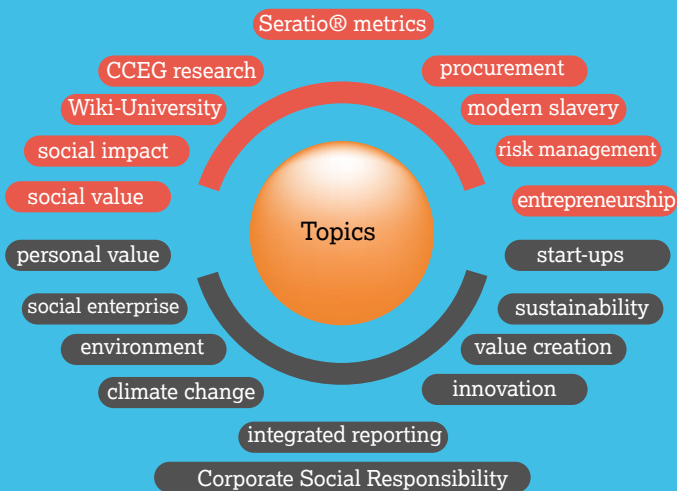 Seratio® metrics
CCEG research
procurement
Wiki-University
modern slavery
social impact
risk management
social value
entrepreneurship
Topics
personal value
start-ups
social enterprise
sustainability
environment
value creation
climate change
innovation
integrated reporting
Corporate Social Responsibility